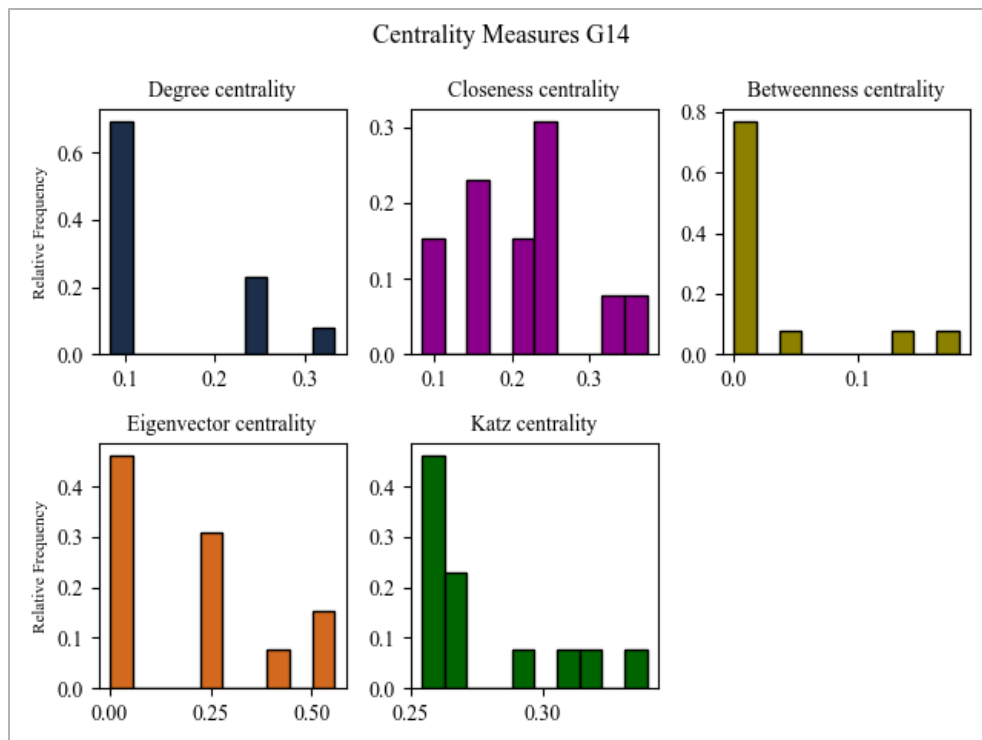 Centrality Measures G14
Degree centrality
Relative Frequency
0.6
0.4
0.2
0.0
0.1 0.2 0.3
Closeness centrality
0.3
0.2
0.1
0.0
0.1 0.2 0.3
Betweenness centrality
0.8
0.6
0.4
0.2
0.0
0.0 0.1
Eigenvector centrality
Relative Frequency
0.4
0.3
0.2
0.1
0.0
0.00 0.25 0.50
Katz centrality
0.4
0.3
0.2
0.1
0.0
0.25 0.30